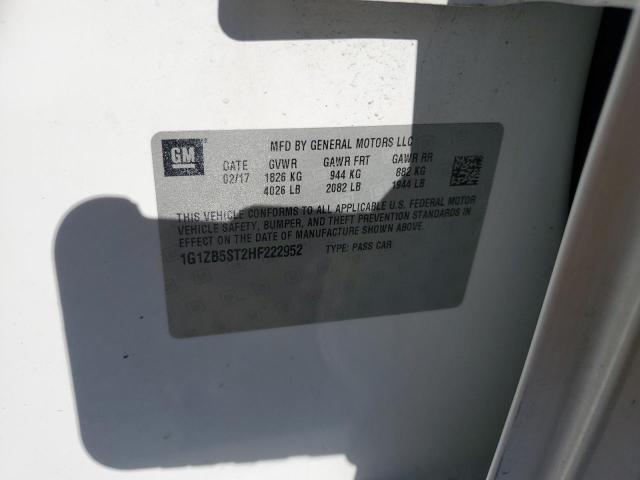 GM
MFD BY GENERAL MOTORS LLC
DATE GVWR GAWR FRT GAWR RR
02/17 1826 KG 944 KG 882 KG
4026 LB 2082 LB 1944 LB
THIS VEHICLE CONFORMS TO ALL APPLICABLE U.S. FEDERAL MOTOR
VEHICLE SAFETY, BUMPER, AND THEFT PREVENTION STANDARDS IN
EFFECT ON THE DATE OF MANUFACTURE SHOWN ABOVE.
1G1ZB5ST2HF222952 TYPE: PASS CAR